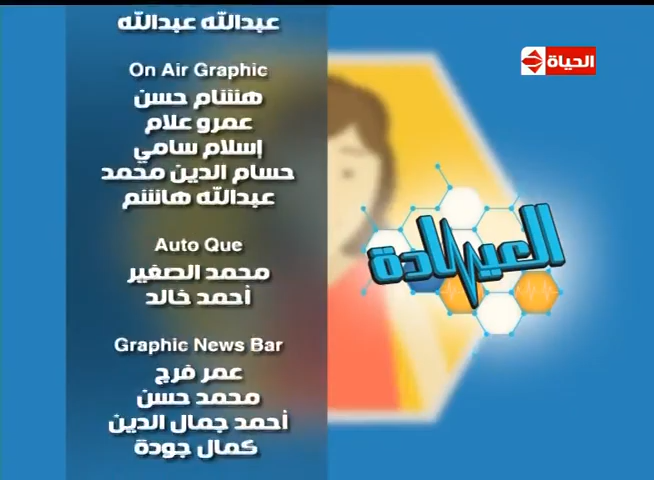 عبدالله عبدالله
On Air Graphic
هشام حسن
عمرو علام
إسلام سامي
حسام الدين محمد
عبدالله هاشم
Auto Que
محمد الصغير
أحمد خالد
Graphic News Bar
عمر فرج
محمد حسن
أحمد جمال الدين
كمال جودة
الحياة
العيادة